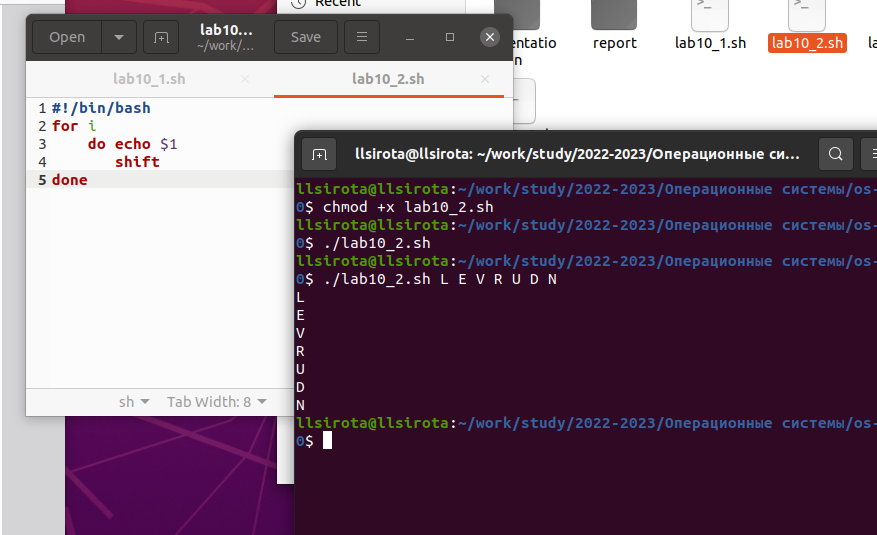 Recent
Open
lab10...
~/work/...
Save
lab10_1.sh
lab10_2.sh
1 #!/bin/bash
2 for i
3     do echo $1
4        shift
5 done
sh
Tab Width: 8
report
lab10_1.sh
lab10_2.sh
llsirota@llsirota: ~/work/study/2022-2023/Операционные си...
llsirota@llsirota:~/work/study/2022-2023/Операционные системы/os-
0$ chmod +x lab10_2.sh
llsirota@llsirota:~/work/study/2022-2023/Операционные системы/os-
0$ ./lab10_2.sh
llsirota@llsirota:~/work/study/2022-2023/Операционные системы/os-
0$ ./lab10_2.sh L E V R U D N
L
E
V
R
U
D
N
llsirota@llsirota:~/work/study/2022-2023/Операционные системы/os-
0$